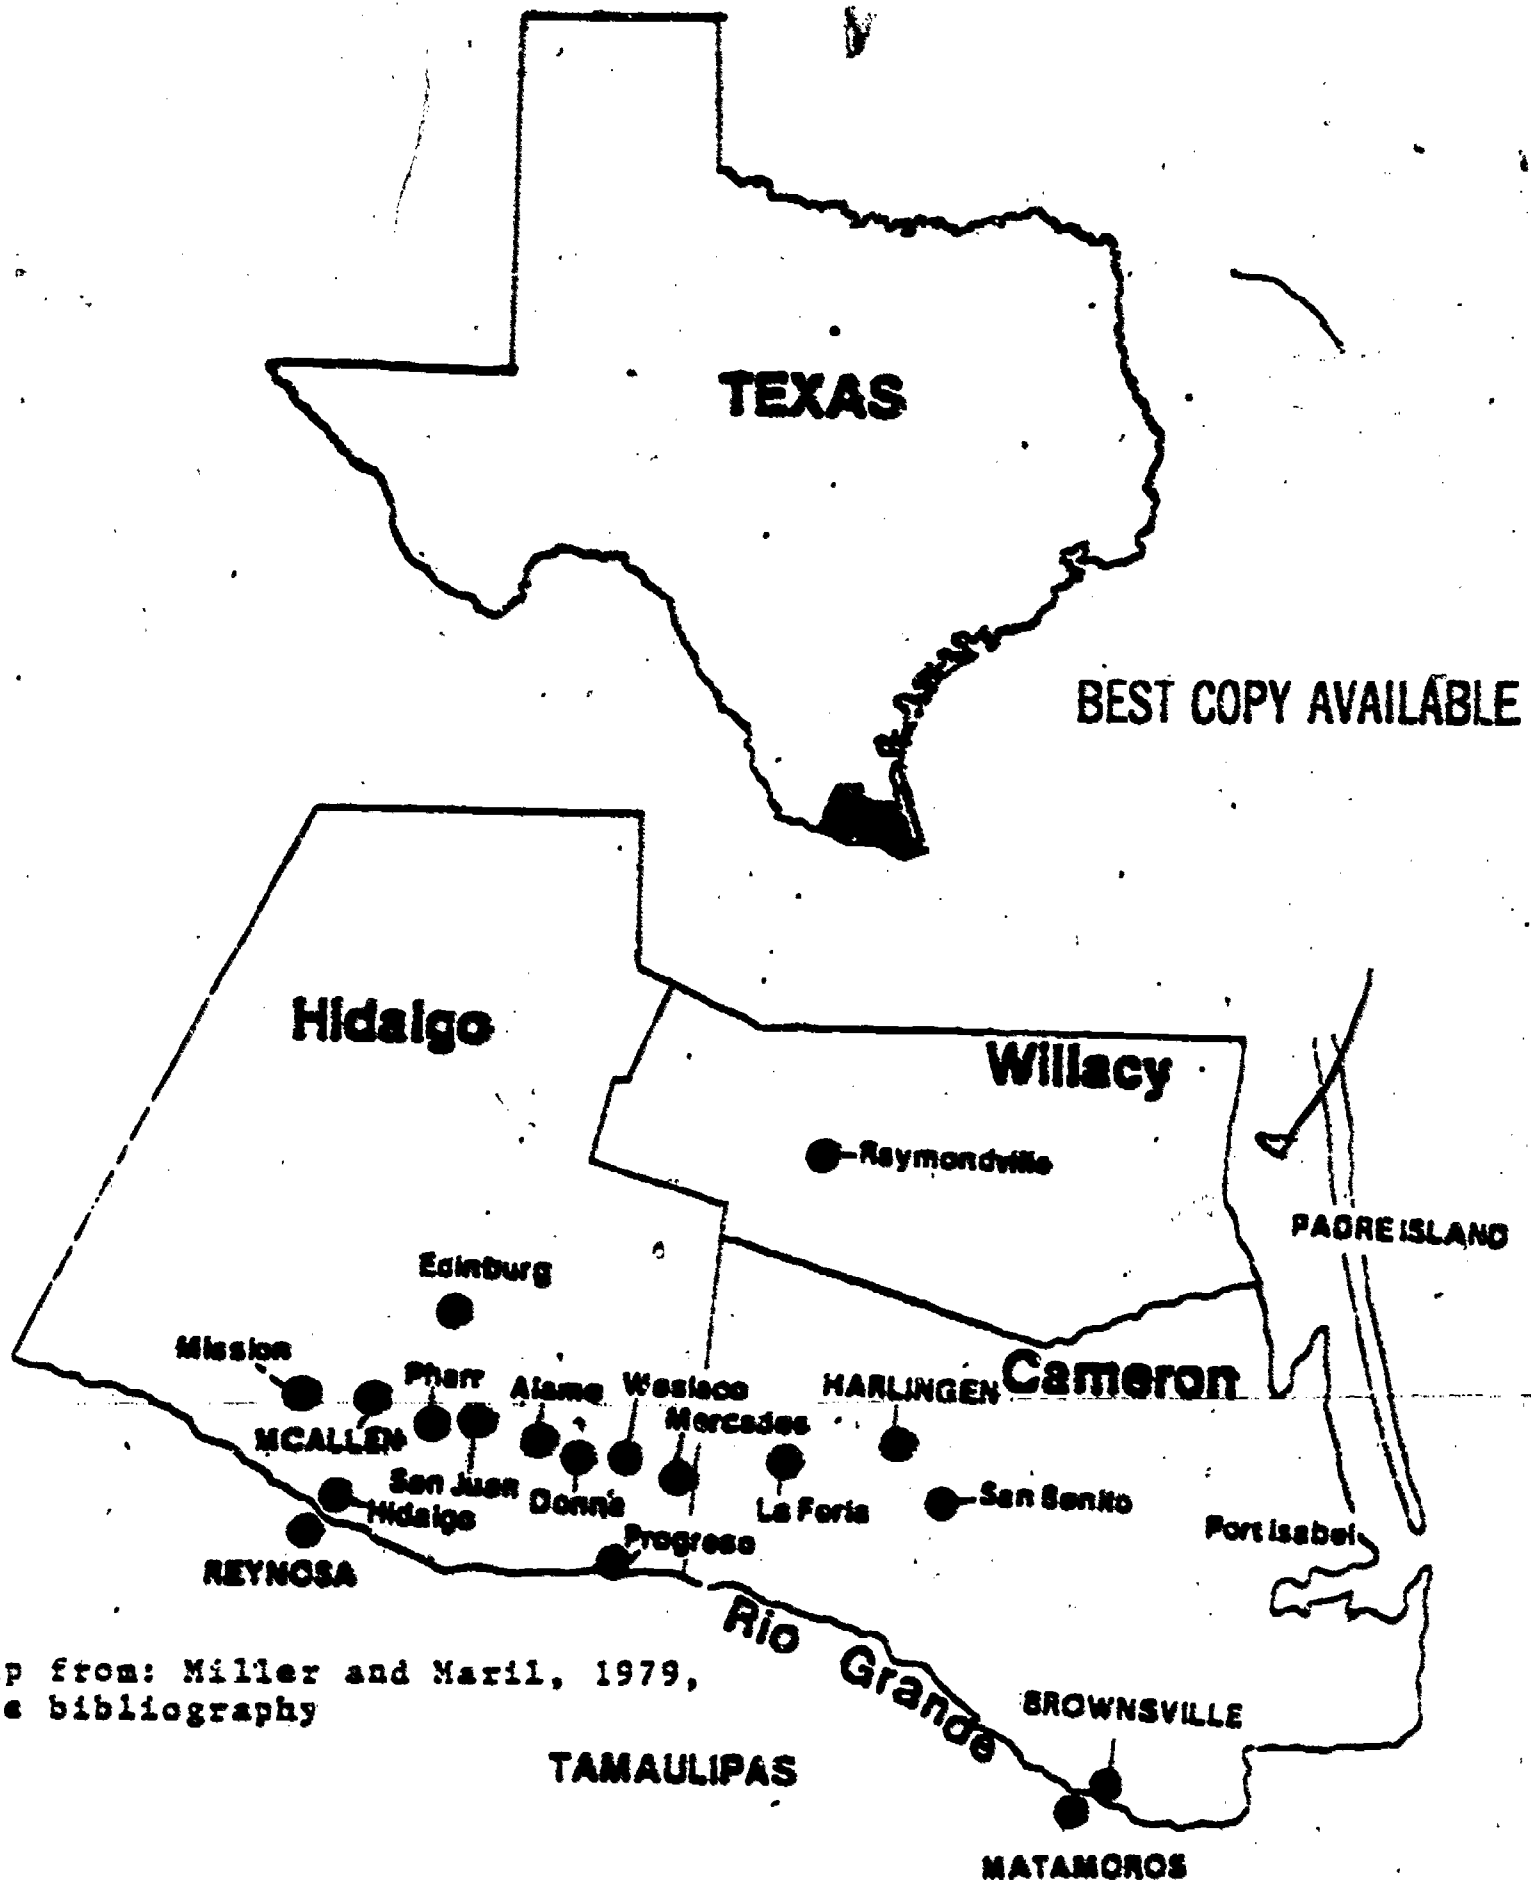 TEXAS
BEST COPY AVAILABLE
Hidalgo
Willacy
Raymondville
PADRE ISLAND
Edinburg
Mission
Pharr
Alamo
Weslaco
HARLINGEN
Cameron
Mercedes
MCALLEN
San Juan
Donna
La Feria
San Benito
Hidalgo
Port Isabel
Progreso
REYNOSA
Rio Grande
p from: Miller and Maril, 1979,
e bibliography
BROWNSVILLE
TAMAULIPAS
MATAMOROS